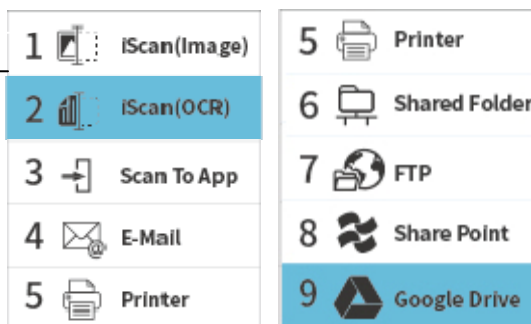 1 iScan(Image)
2 iScan(OCR)
3 Scan To App
4 @ E-Mail
5 Printer
5 Printer
6 Shared Folder
7 FTP
8 Share Point
9 Google Drive